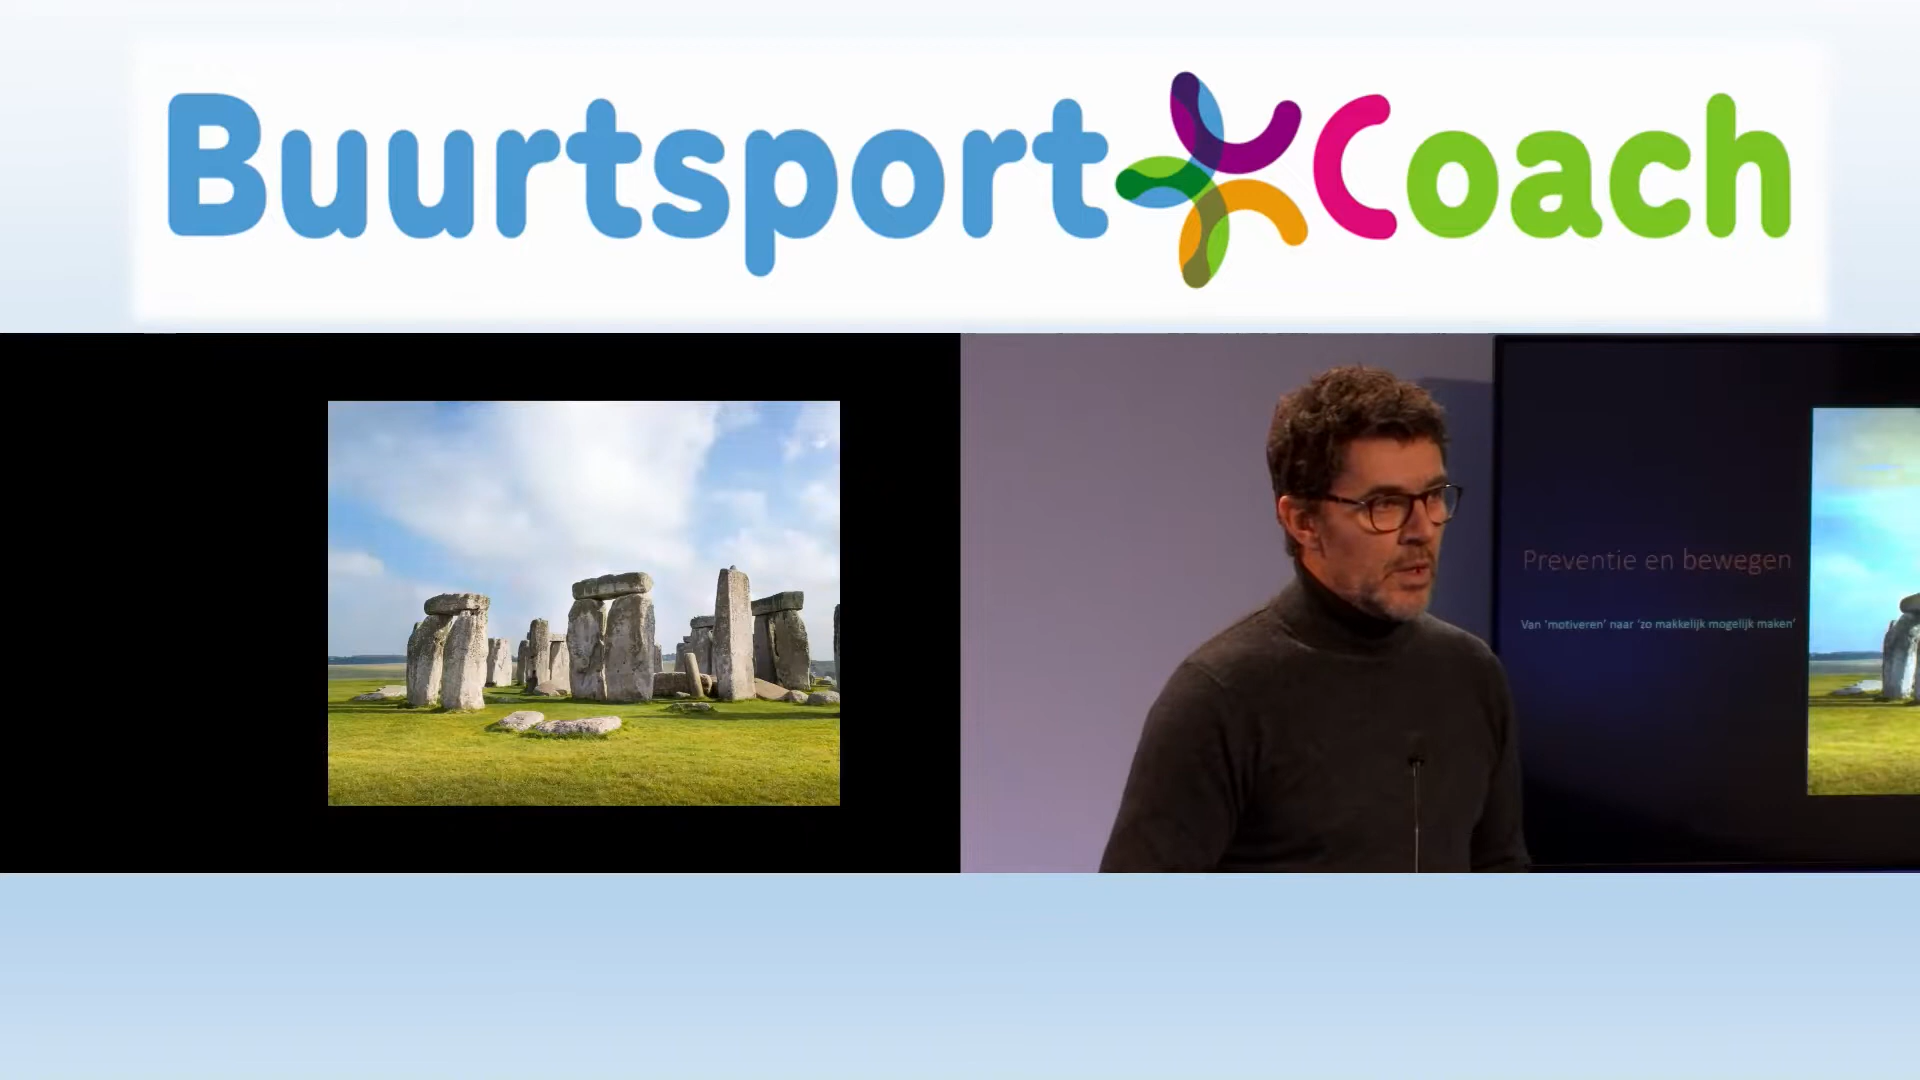 Buurtsport Coach
Preventie en bewegen
Van ‘motiveren’ naar ‘zo makkelijk mogelijk maken’